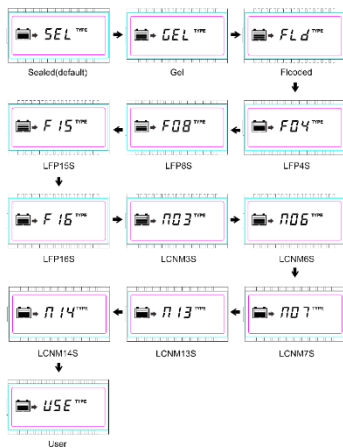 SEL TYPE
GEL TYPE
FLd TYPE
Sealed(default)
Gel
Flooded
F15 TYPE
F08 TYPE
F04 TYPE
LFP15S
LFP8S
LFP4S
F16 TYPE
n03 TYPE
n06 TYPE
LFP16S
LCNM3S
LCNM6S
n14 TYPE
n13 TYPE
n07 TYPE
LCNM14S
LCNM13S
LCNM7S
USE TYPE
User